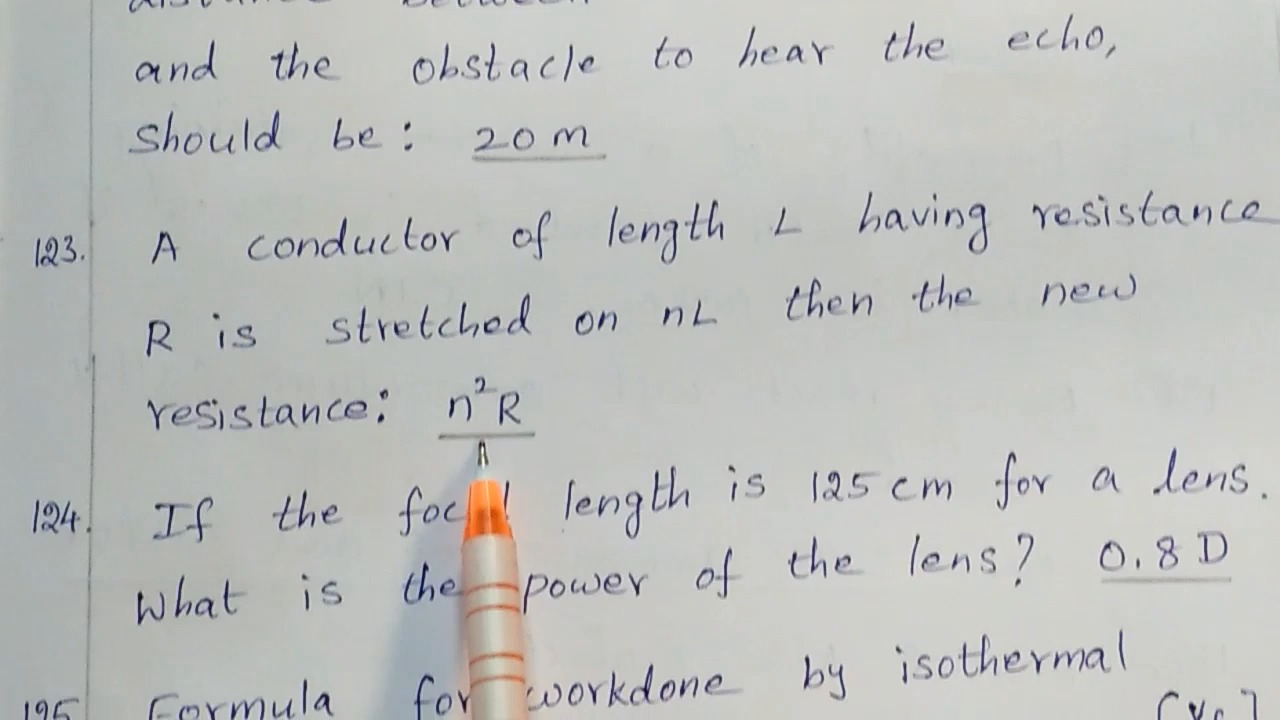 and the obstacle to hear the echo,
should be: 20 m
123. A conductor of length L having resistance
R is stretched on nL then the new
resistance: n²R
124. If the length is 125 cm for a lens.
What is the power of the lens? 0.8 D
Formula for workdone by isothermal